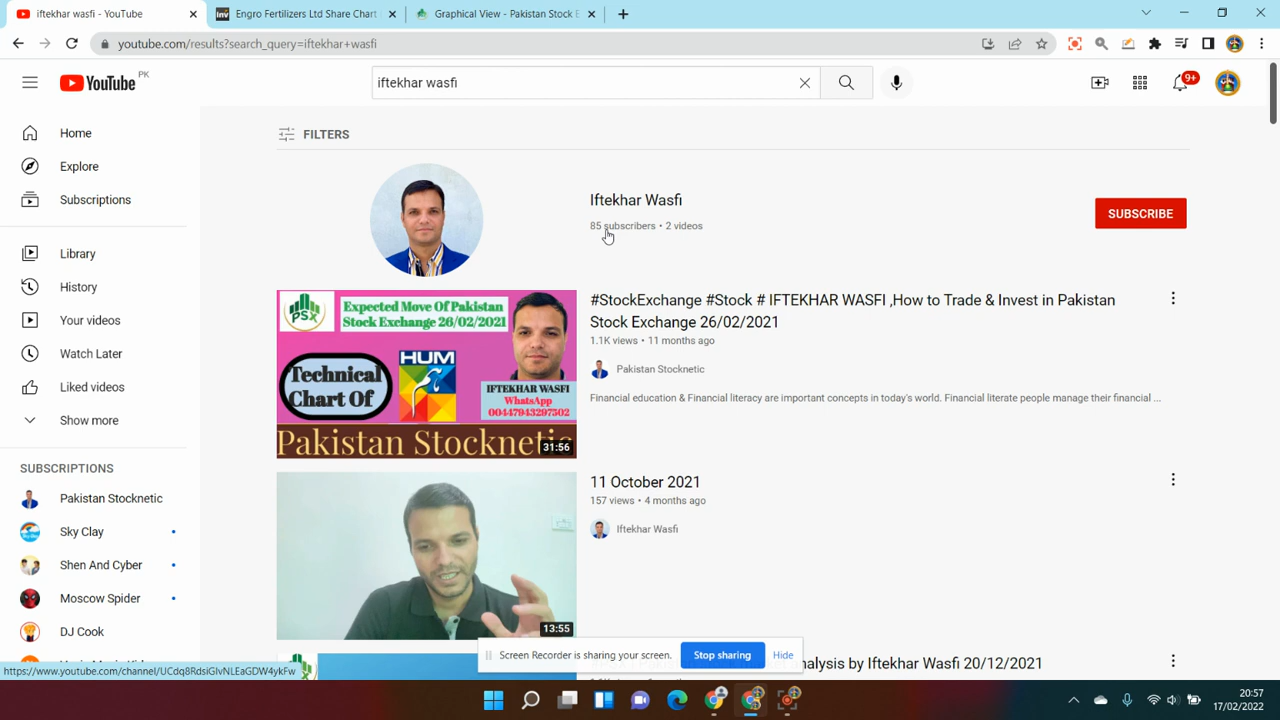 iftekhar wasfi - YouTube
Engro Fertilizers Ltd Share Chart
Graphical View - Pakistan Stock E
youtube.com/results?search_query=iftekhar+wasfi
YouTube PK
iftekhar wasfi
9+
Home
Explore
Subscriptions
Library
History
Your videos
Watch Later
Liked videos
Show more
SUBSCRIPTIONS
Pakistan Stocknetic
Sky Clay
Shen And Cyber
Moscow Spider
DJ Cook
FILTERS
Iftekhar Wasfi
85 subscribers • 2 videos
SUBSCRIBE
PSX
Expected Move Of Pakistan
Stock Exchange 26/02/2021
Technical
Chart Of
HUM
ہم
IFTEKHAR WASFI
WhatsApp
00447943297502
Pakistan Stocknetic
31:56
#StockExchange #Stock # IFTEKHAR WASFI ,How to Trade & Invest in Pakistan
Stock Exchange 26/02/2021
1.1K views • 11 months ago
Pakistan Stocknetic
Financial education & Financial literacy are important concepts in today's world. Financial literate people manage their financial ...
13:55
11 October 2021
157 views • 4 months ago
Iftekhar Wasfi
Screen Recorder is sharing your screen.
Stop sharing
Hide
analysis by Iftekhar Wasfi 20/12/2021
https://www.youtube.com/channel/UCdq8RdsiGlvNLEaGDW4ykFw
20:57
17/02/2022